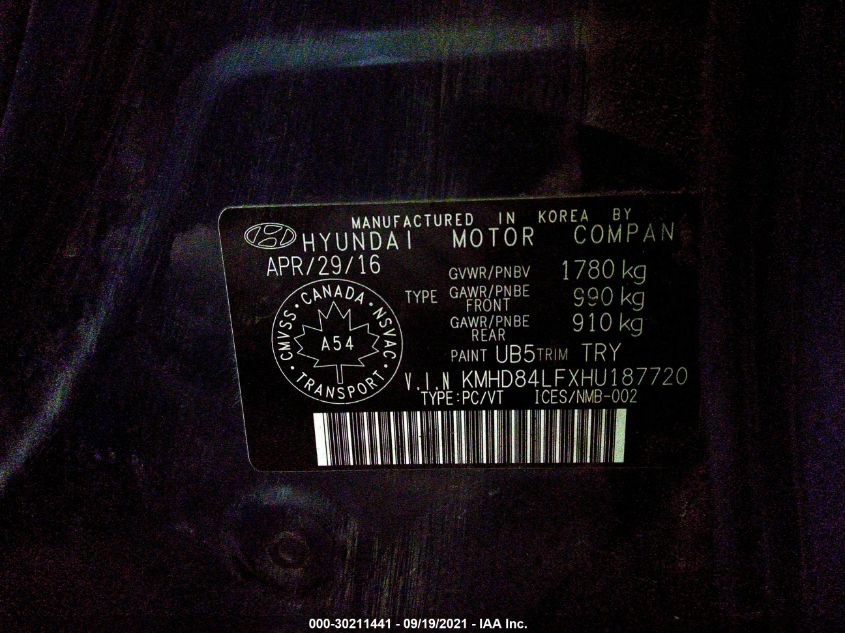 MANUFACTURED IN KOREA BY
HYUNDAI MOTOR COMPAN
APR/29/16
GVWR/PNBV 1780 kg
TYPE GAWR/PNBE FRONT 990 kg
GAWR/PNBE REAR 910 kg
PAINT UB5 TRIM TRY
V.I.N KMHD84LFXHU187720
TYPE:PC/VT ICES/NMB-002
CMVSS • CANADA • NSVAC
A54
• TRANSPORT •
000-30211441 - 09/19/2021 - IAA Inc.